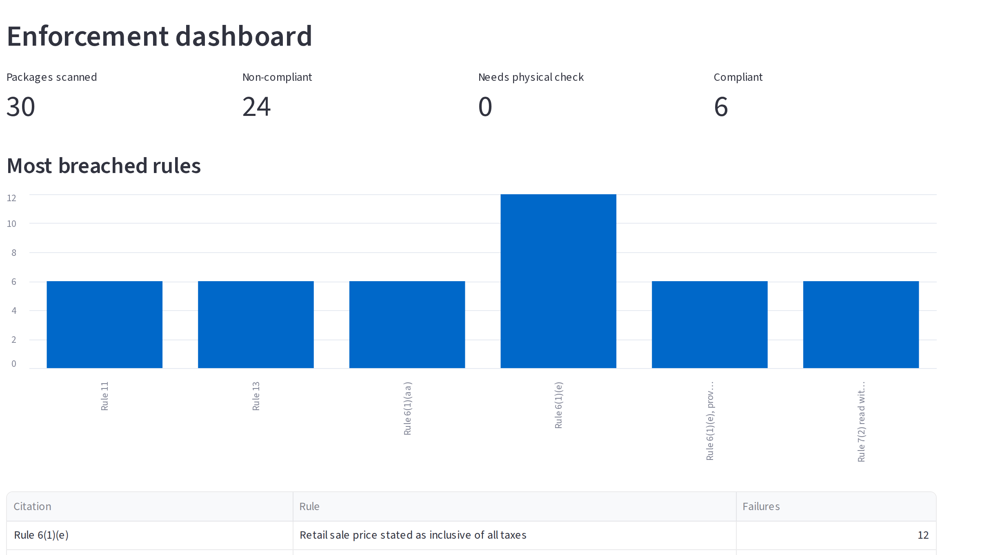 Enforcement dashboard
Packages scanned
30
Non-compliant
24
Needs physical check
0
Compliant
6
Most breached rules
12
10
8
6
4
2
0
Rule 11
Rule 13
Rule 6(1)(aa)
Rule 6(1)(e)
Rule 6(1)(e), prov…
Rule 7(2) read wit…
Citation Rule Failures
Rule 6(1)(e) Retail sale price stated as inclusive of all taxes 12